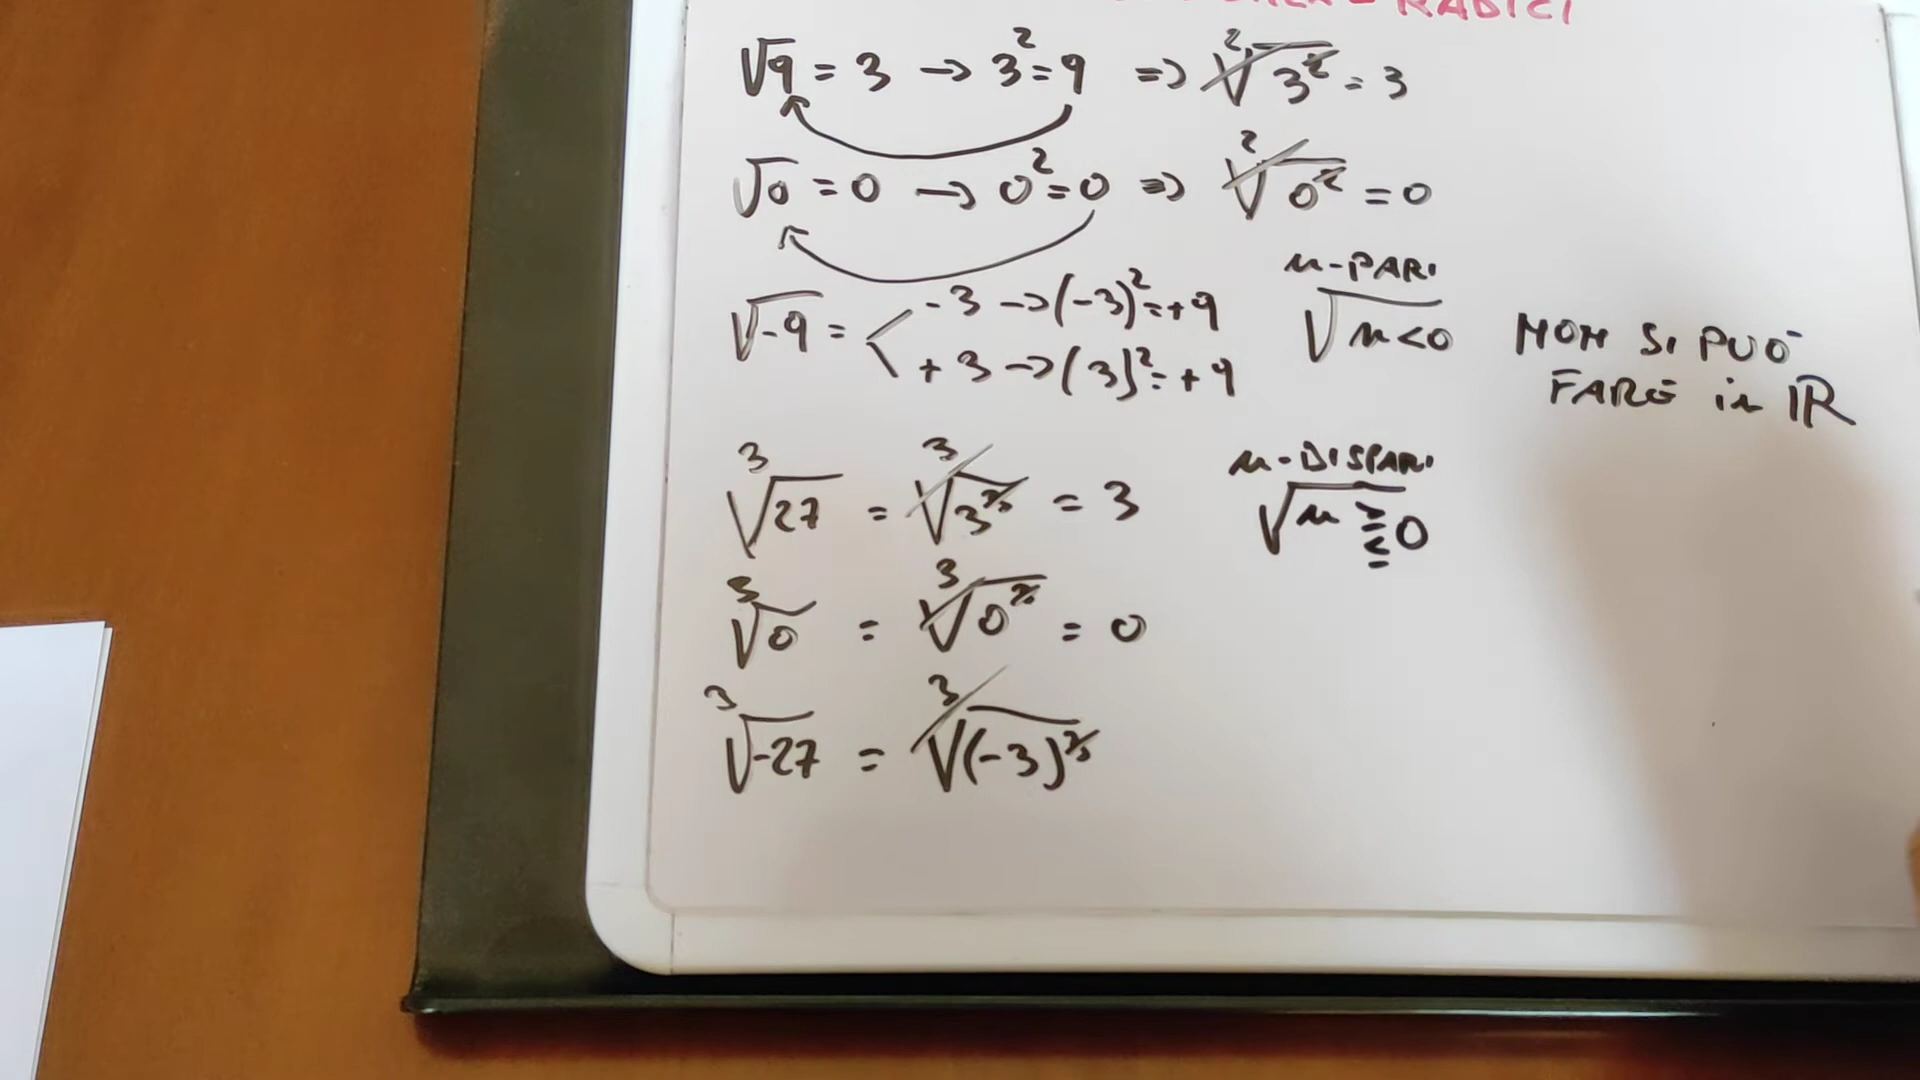 RADICI
√9 = 3 → 3² = 9 ⇒ ²√3² = 3
√0 = 0 → 0² = 0 ⇒ ²√0² = 0
√-9 = < -3 → (-3)² = +9
+3 → (3)² = +9
n-PARI
√n<0 NON SI PUÒ
FARE in ℝ
³√27 = ³√3³ = 3
n-DISPARI
√n ⪌ 0
³√0 = ³√0³ = 0
³√-27 = ³√(-3)³